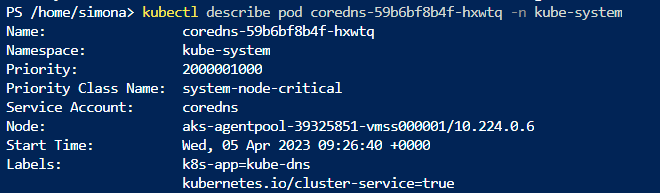 PS /home/simona> kubectl describe pod coredns-59b6bf8b4f-hxwtq -n kube-system
Name: coredns-59b6bf8b4f-hxwtq
Namespace: kube-system
Priority: 2000001000
Priority Class Name: system-node-critical
Service Account: coredns
Node: aks-agentpool-39325851-vmss000001/10.224.0.6
Start Time: Wed, 05 Apr 2023 09:26:40 +0000
Labels: k8s-app=kube-dns
kubernetes.io/cluster-service=true